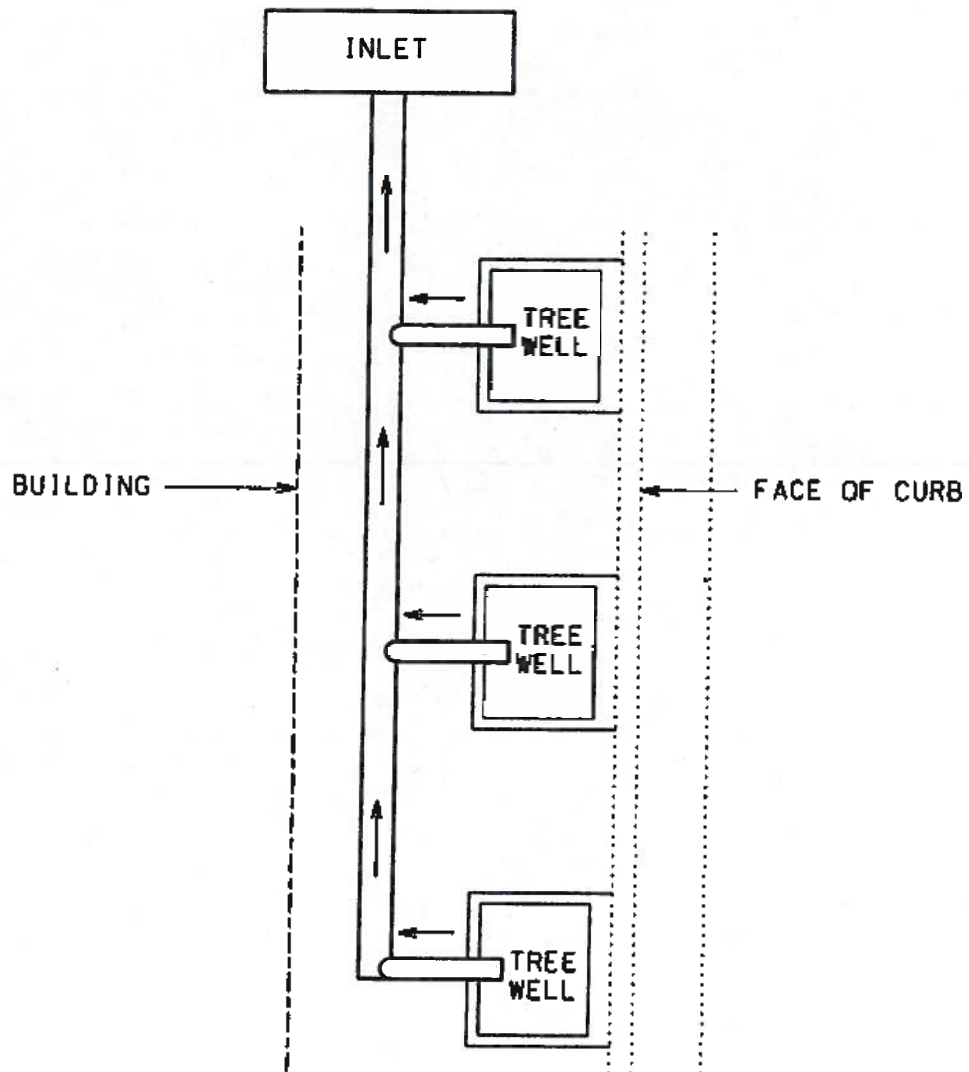 INLET
TREE
WELL
BUILDING
FACE OF CURB
TREE
WELL
TREE
WELL